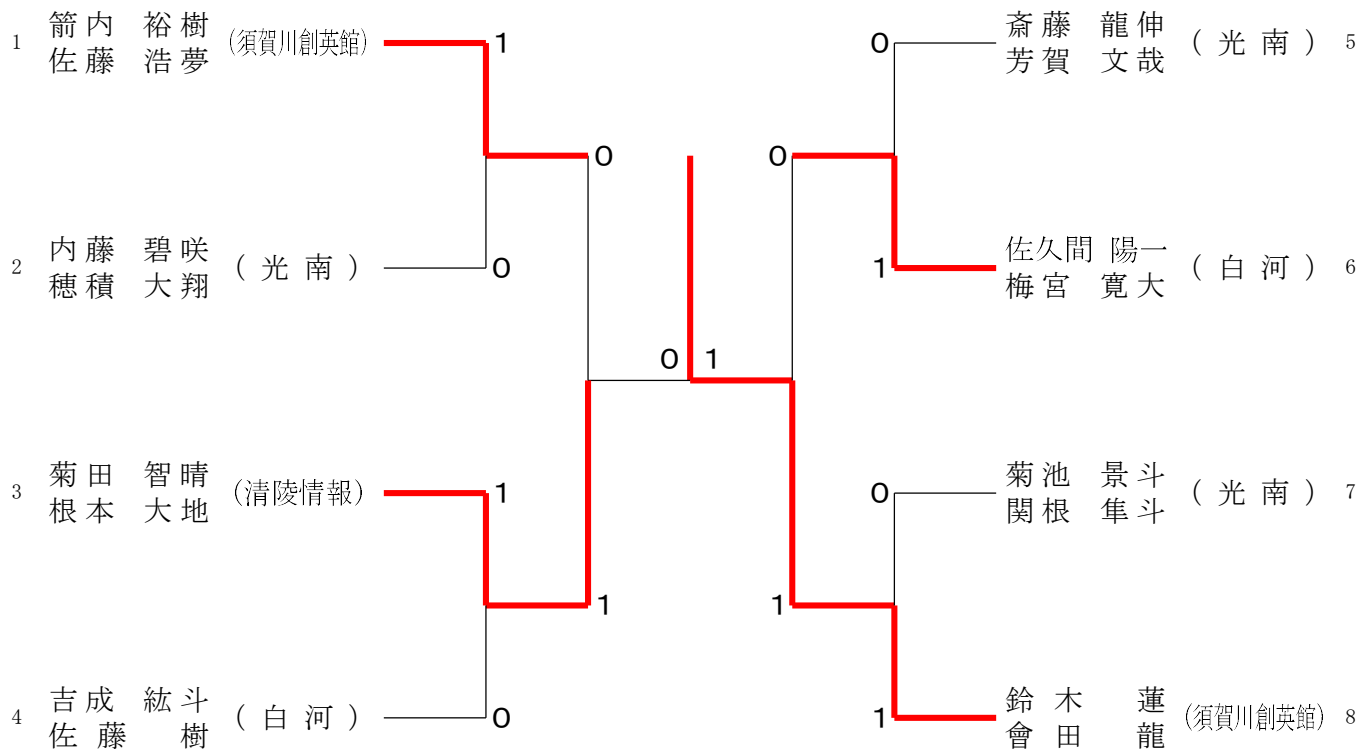 1 箭内 裕樹 (須賀川創英館) 1
佐藤 浩夢
0
2 内藤 碧咲 (光南) 0
穂積 大翔
0 1
3 菊田 智晴 (清陵情報) 1
根本 大地
1
4 吉成 紘斗 (白河) 0
佐藤 樹
0 斎藤 龍伸 (光南) 5
芳賀 文哉
0
1 佐久間 陽一 (白河) 6
梅宮 寛大
0 菊池 景斗 (光南) 7
関根 隼斗
1
1 鈴木 蓮 (須賀川創英館) 8
會田 龍